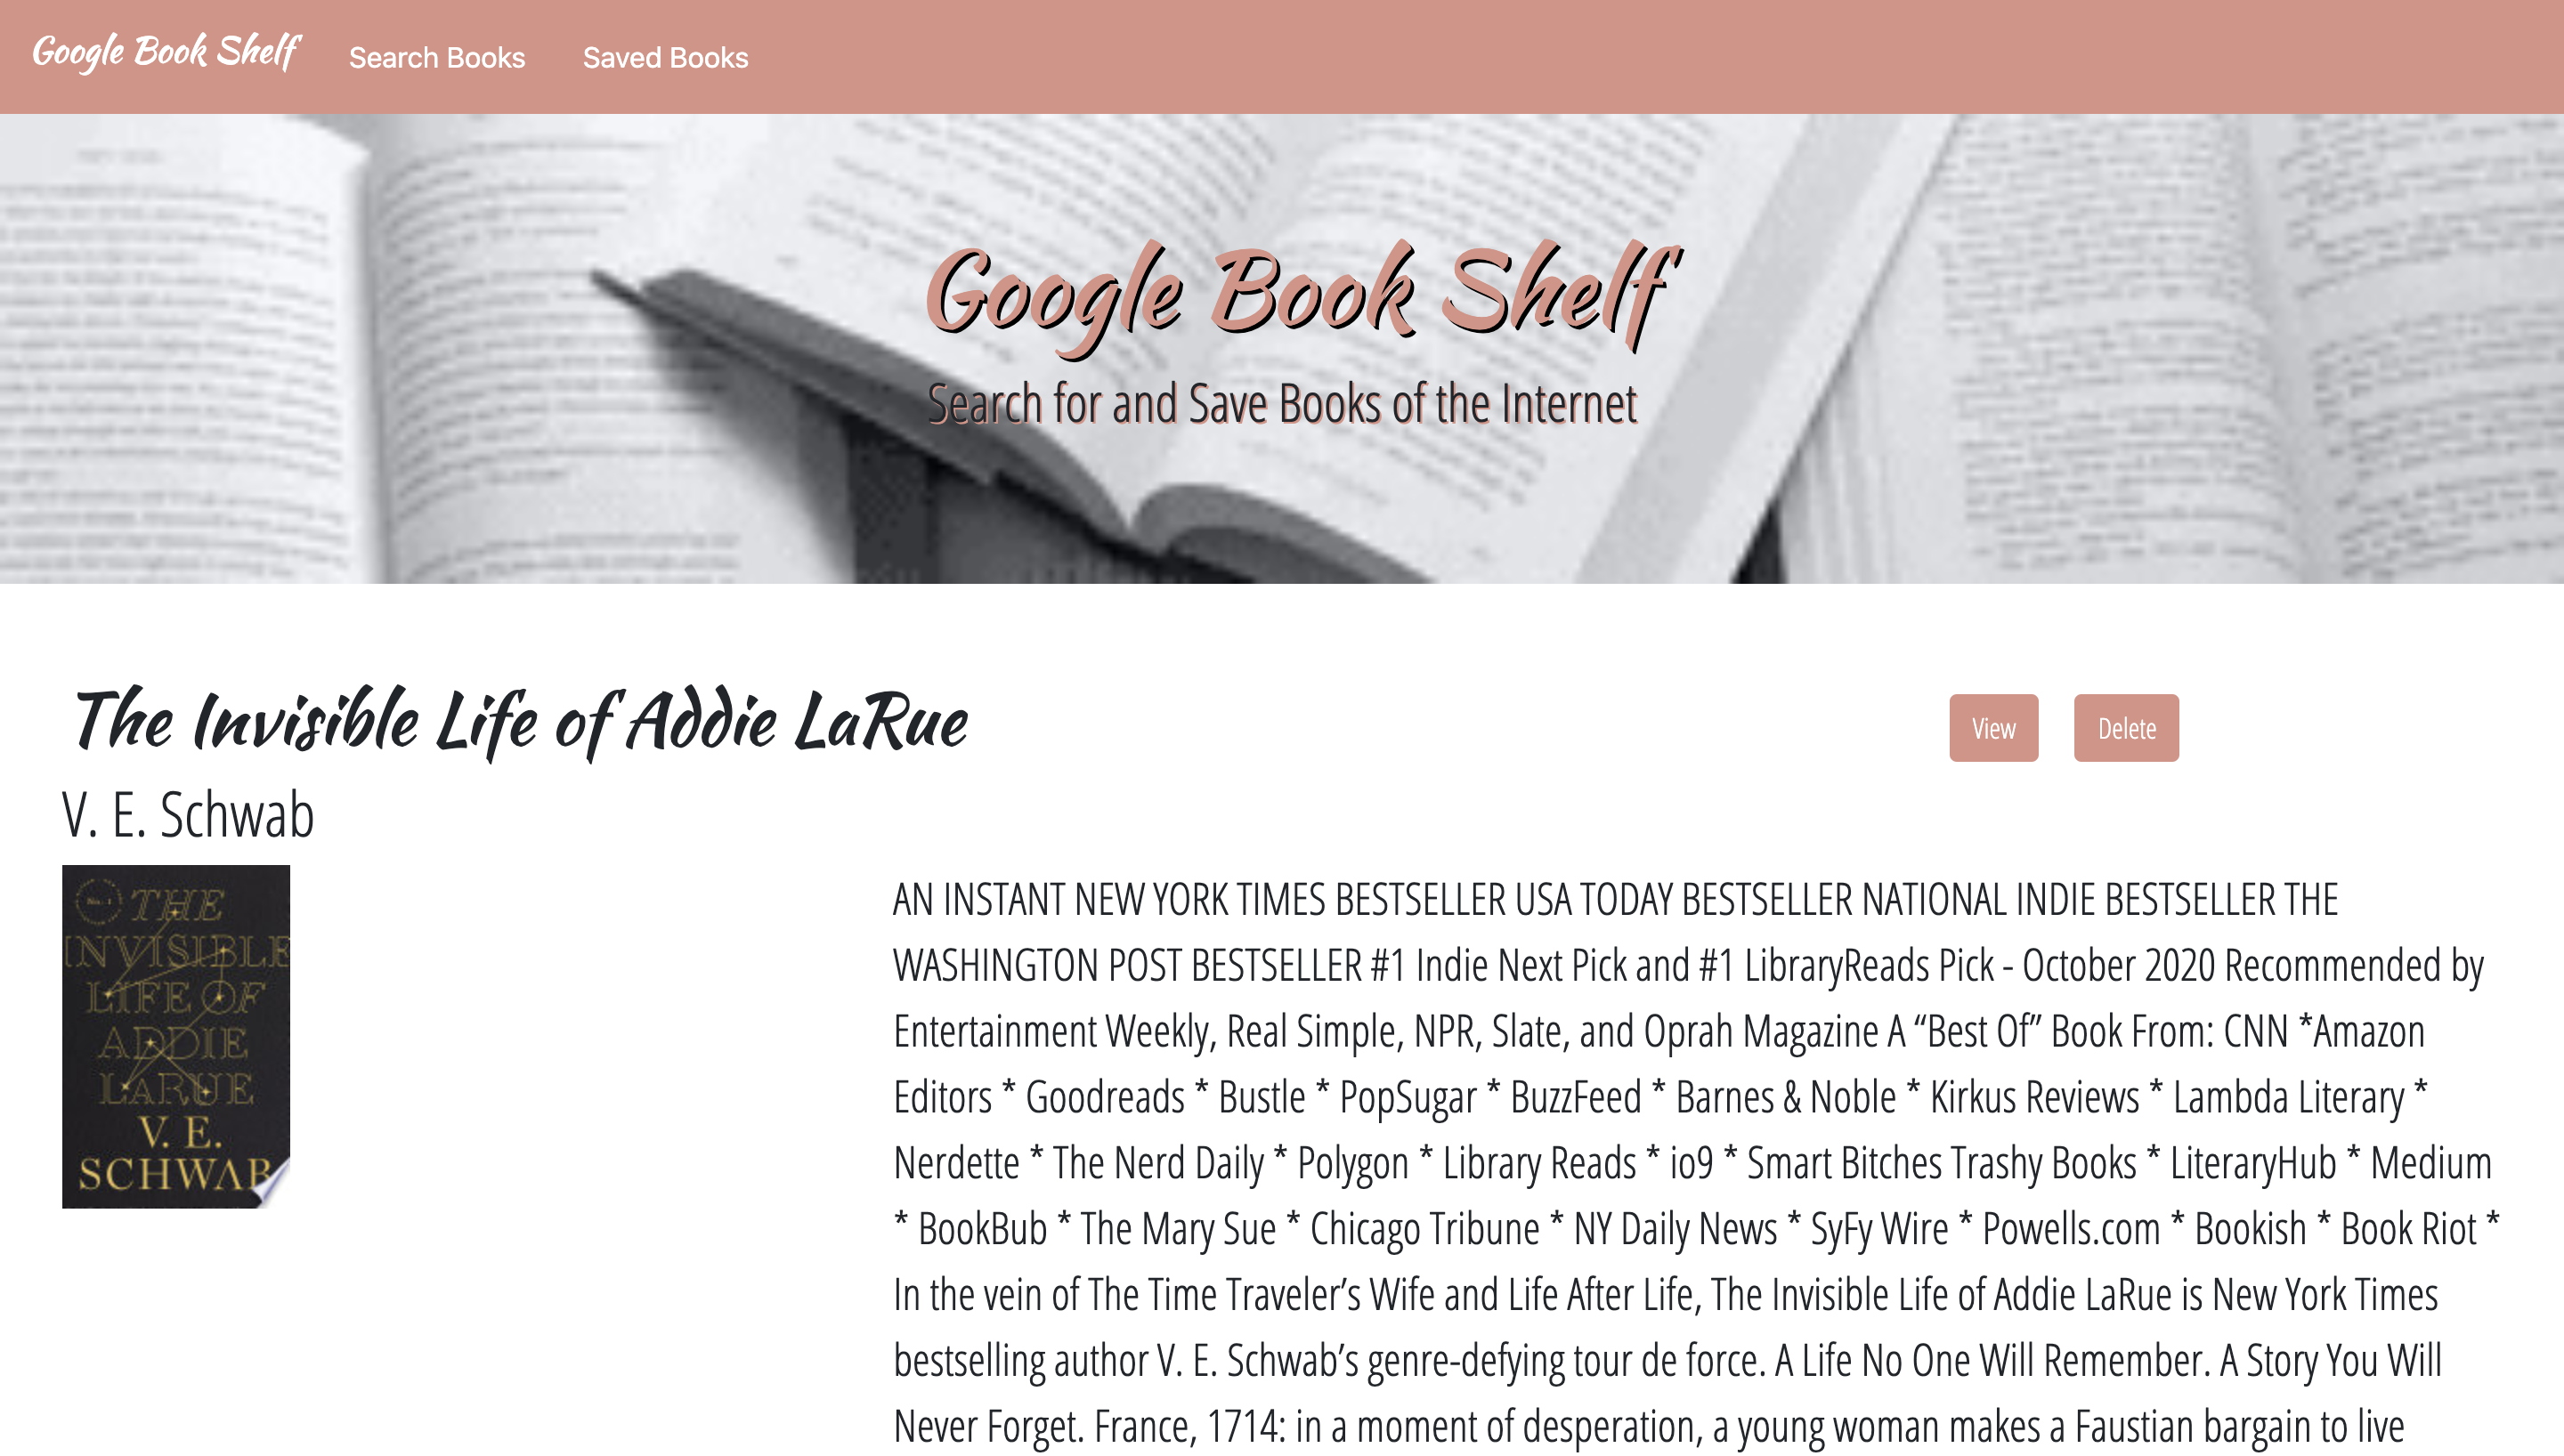 Google Book Shelf
Search Books
Saved Books
Google Book Shelf
Search for and Save Books of the Internet
The Invisible Life of Addie LaRue
View
Delete
V. E. Schwab
No. 1
THE
INVISIBLE
LIFE OF
ADDIE
LARUE
V. E.
SCHWAB
AN INSTANT NEW YORK TIMES BESTSELLER USA TODAY BESTSELLER NATIONAL INDIE BESTSELLER THE
WASHINGTON POST BESTSELLER #1 Indie Next Pick and #1 LibraryReads Pick - October 2020 Recommended by
Entertainment Weekly, Real Simple, NPR, Slate, and Oprah Magazine A “Best Of” Book From: CNN *Amazon
Editors * Goodreads * Bustle * PopSugar * BuzzFeed * Barnes & Noble * Kirkus Reviews * Lambda Literary *
Nerdette * The Nerd Daily * Polygon * Library Reads * io9 * Smart Bitches Trashy Books * LiteraryHub * Medium
* BookBub * The Mary Sue * Chicago Tribune * NY Daily News * SyFy Wire * Powells.com * Bookish * Book Riot *
In the vein of The Time Traveler’s Wife and Life After Life, The Invisible Life of Addie LaRue is New York Times
bestselling author V. E. Schwab’s genre-defying tour de force. A Life No One Will Remember. A Story You Will
Never Forget. France, 1714: in a moment of desperation, a young woman makes a Faustian bargain to live